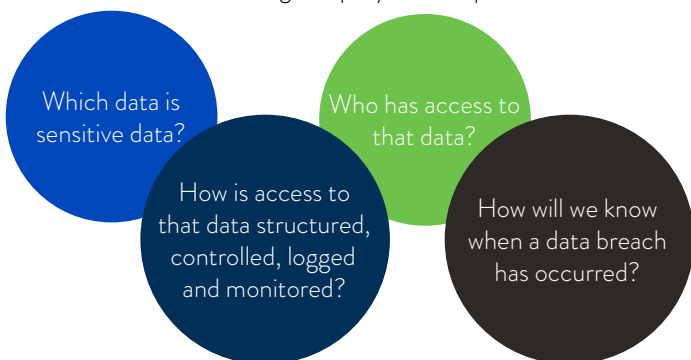 Which data is
sensitive data?
Who has access to
that data?
How is access to
that data structured,
controlled, logged
and monitored?
How will we know
when a data breach
has occurred?